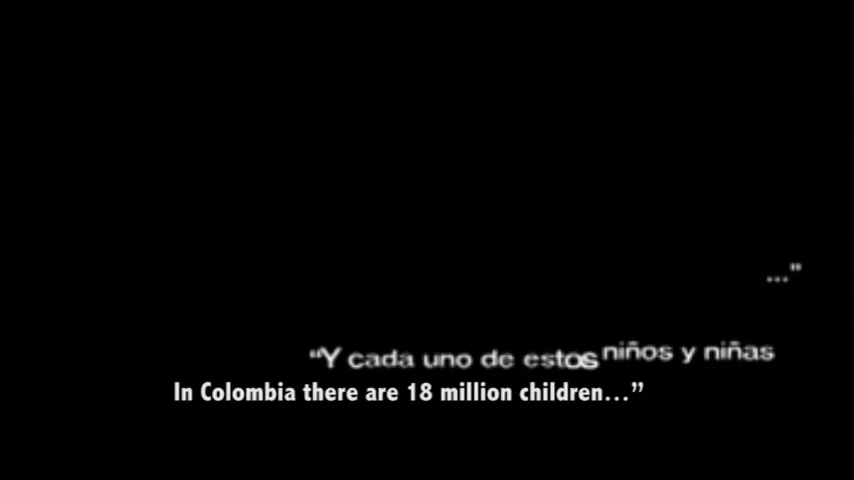 ..."
"Y cada uno de estos niños y niñas
In Colombia there are 18 million children…”